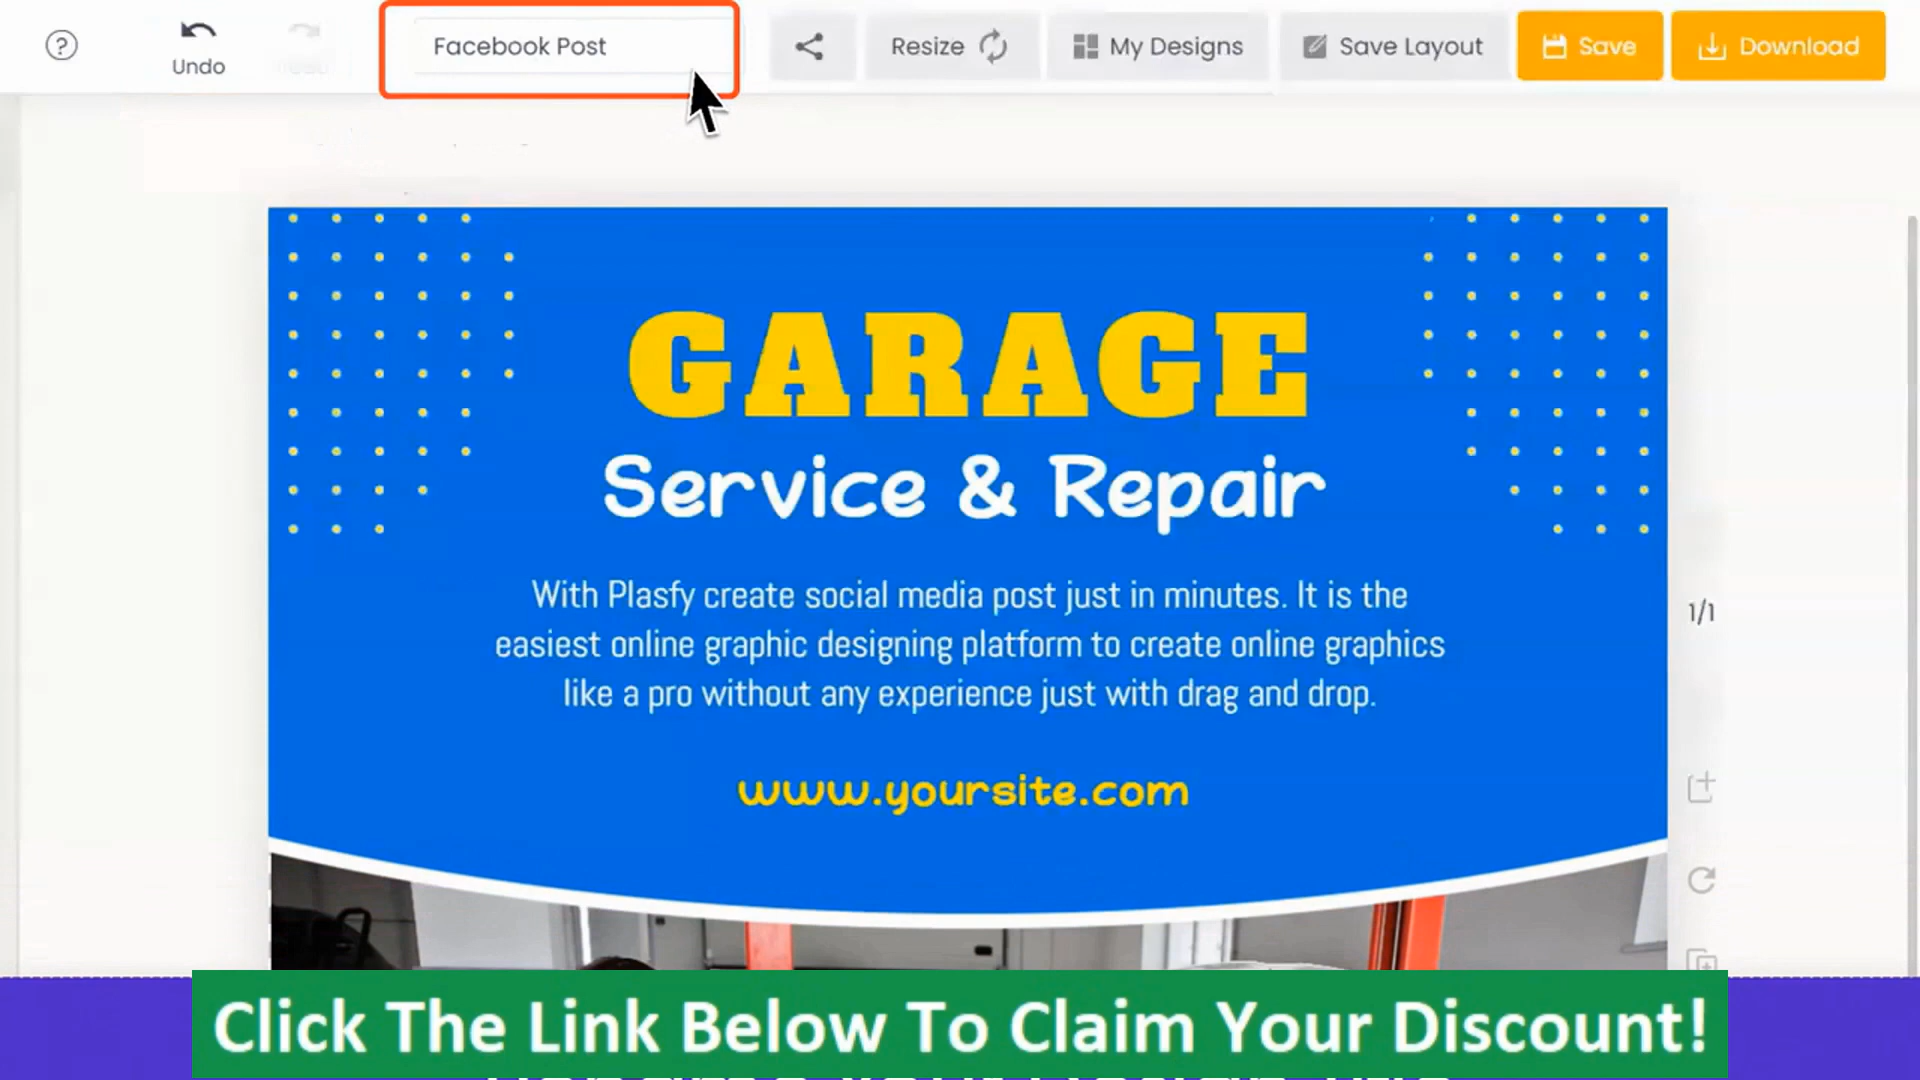 ?
Undo
Facebook Post
Resize
My Designs
Save Layout
Save
Download
GARAGE
Service & Repair
With Plasfy create social media post just in minutes. It is the
easiest online graphic designing platform to create online graphics
like a pro without any experience just with drag and drop.
1/1
www.yoursite.com
Click The Link Below To Claim Your Discount!